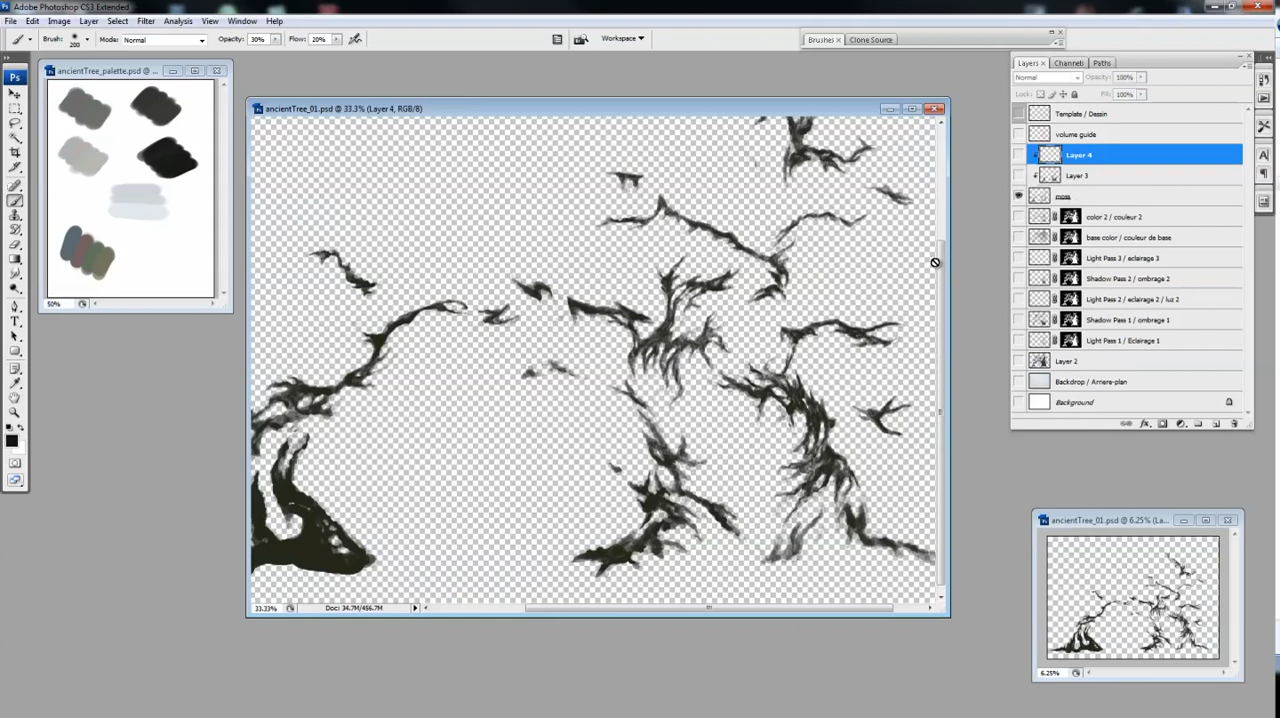 Adobe Photoshop CS3 Extended
File Edit Image Layer Select Filter Analysis View Window Help
Brush: 200 Mode: Normal Opacity: 30% Flow: 20% Workspace Brushes × Clone Source
Ps
ancientTree_palette.psd @ ...
50%
ancientTree_01.psd @ 33.3% (Layer 4, RGB/8)
33.33% Doc: 34.7M/456.7M
Layers × Channels Paths
Normal Opacity: 100%
Lock: Fill: 100%
Template / Dessin
volume guide
Layer 4
Layer 3
moss
color 2 / couleur 2
base color / couleur de base
Light Pass 3 / eclairage 3
Shadow Pass 2 / ombrage 2
Light Pass 2 / eclairage 2 / luz 2
Shadow Pass 1 / ombrage 1
Light Pass 1 / Eclairage 1
Layer 2
Backdrop / Arriere-plan
Background
fx
ancientTree_01.psd @ 6.25% (La...
6.25%